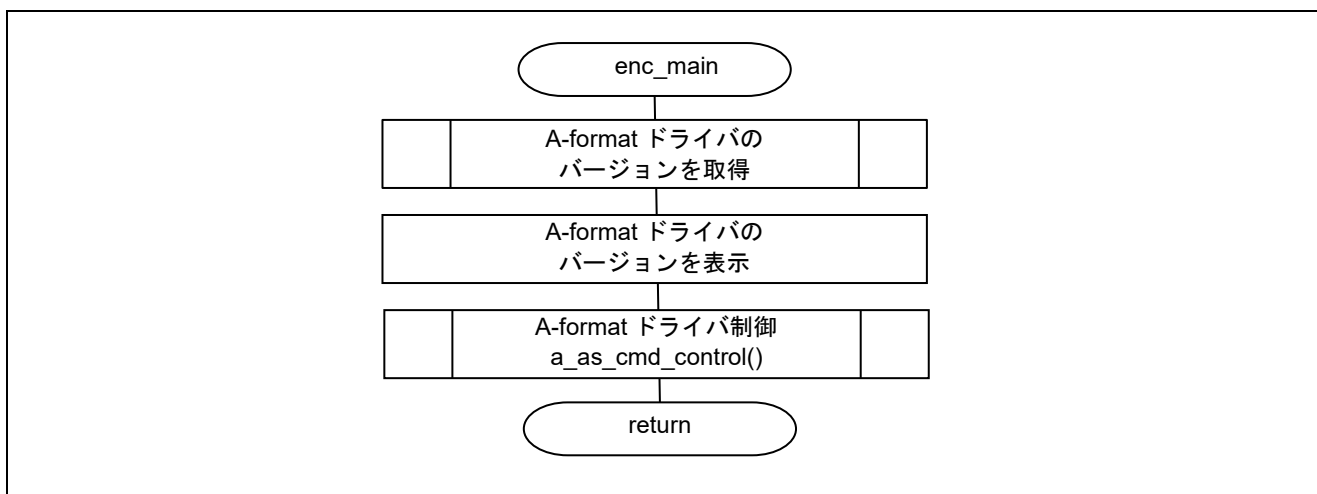 enc_main
A-format ドライバの
バージョンを取得
A-format ドライバの
バージョンを表示
A-format ドライバ制御
a_as_cmd_control()
return